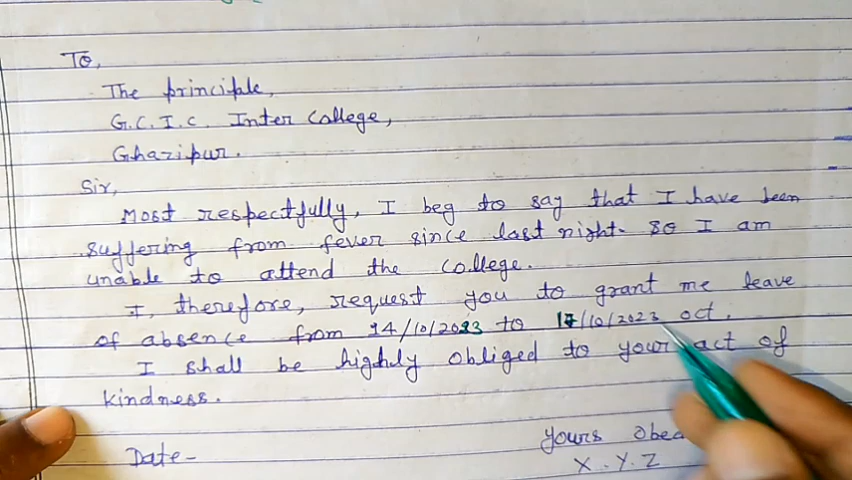 To,
The principle,
G.C.I.C. Inter College,
Ghazipur.
Sir,
Most respectfully, I beg to say that I have been
suffering from fever since last night. so I am
unable to attend the college.
I, therefore, request you to grant me leave
of absence from 14/10/2023 to 17/10/2023 oct.
I shall be highly obliged to your act of
kindness.
Yours Obed
Date-
X.Y.Z